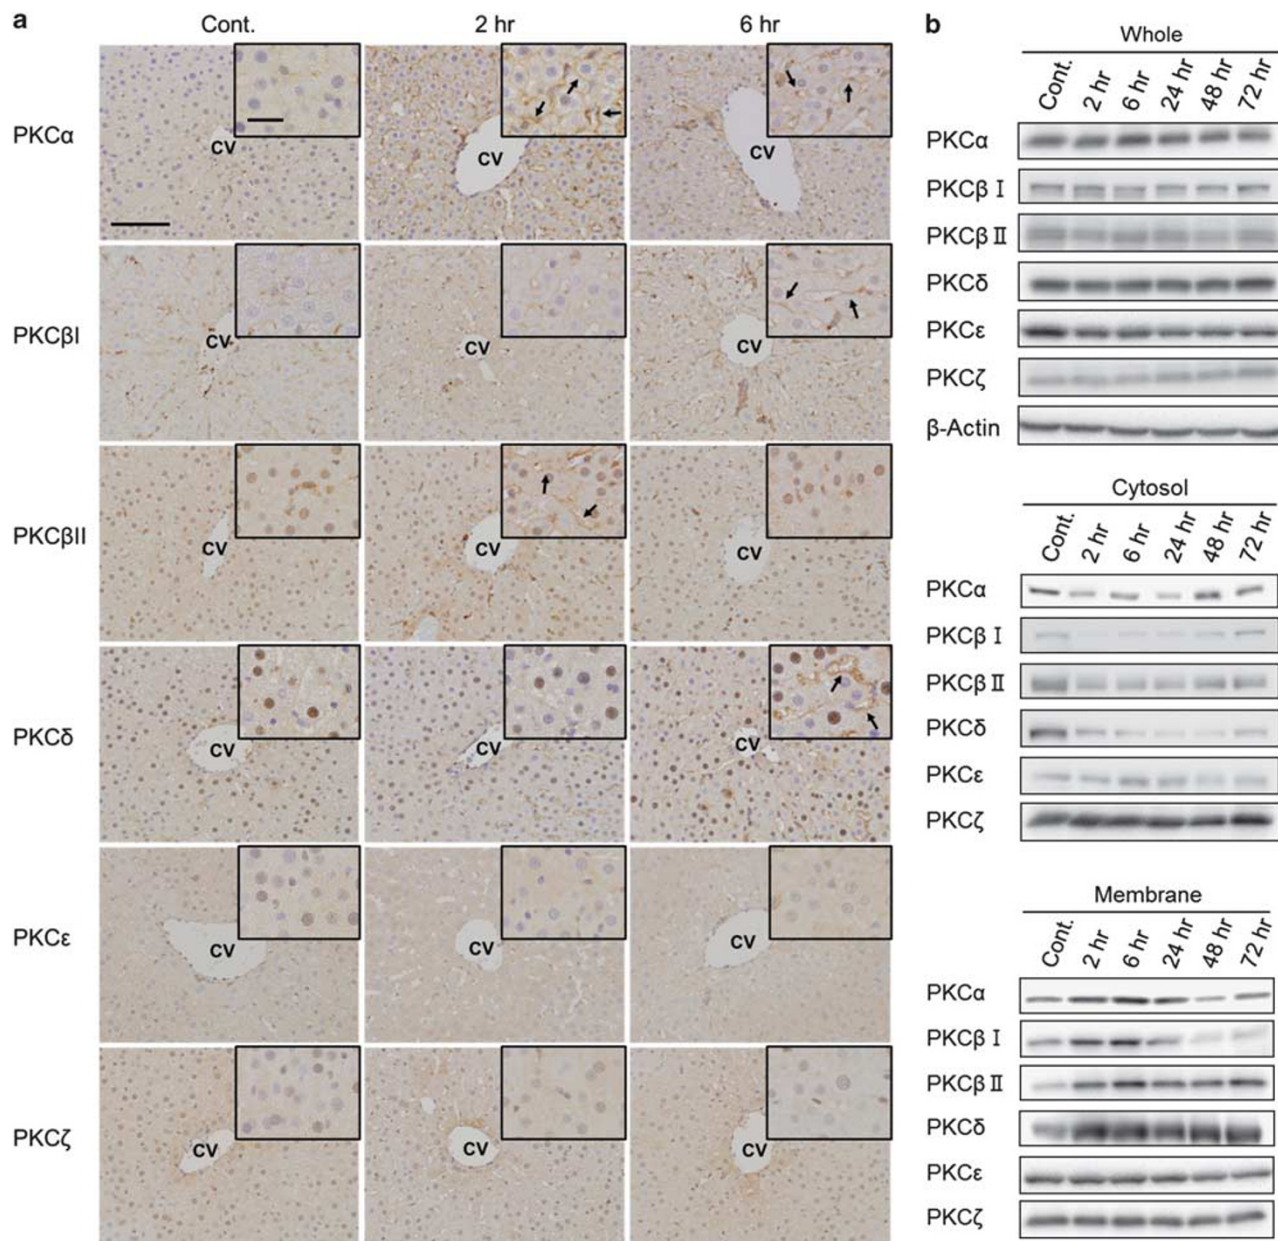 a
Cont. 2 hr 6 hr
PKCα
CV CV CV
PKCβI
CV CV CV
PKCβII
CV CV CV
PKCδ
CV CV CV
PKCε
CV CV CV
PKCζ
CV CV CV
b
Whole
Cont. 2 hr 6 hr 24 hr 48 hr 72 hr
PKCα
PKCβ I
PKCβ II
PKCδ
PKCε
PKCζ
β-Actin
Cytosol
Cont. 2 hr 6 hr 24 hr 48 hr 72 hr
PKCα
PKCβ I
PKCβ II
PKCδ
PKCε
PKCζ
Membrane
Cont. 2 hr 6 hr 24 hr 48 hr 72 hr
PKCα
PKCβ I
PKCβ II
PKCδ
PKCε
PKCζ